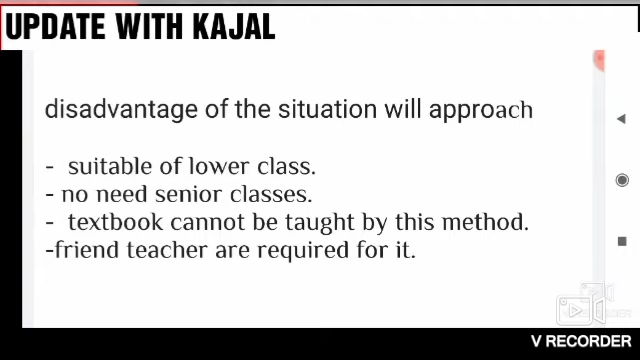 UPDATE WITH KAJAL
disadvantage of the situation will approach
- suitable of lower class.
- no need senior classes.
- textbook cannot be taught by this method.
-friend teacher are required for it.
V RECORDER